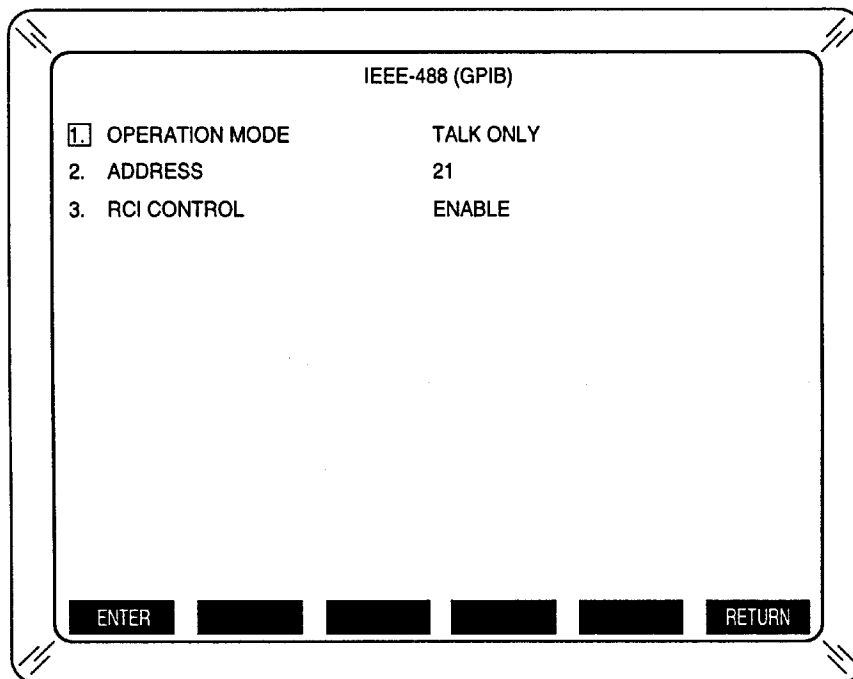 IEEE-488 (GPIB)
1. OPERATION MODE TALK ONLY
2. ADDRESS 21
3. RCI CONTROL ENABLE
ENTER RETURN